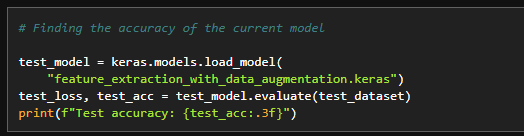 # Finding the accuracy of the current model
test_model = keras.models.load_model(
    "feature_extraction_with_data_augmentation.keras")
test_loss, test_acc = test_model.evaluate(test_dataset)
print(f"Test accuracy: {test_acc:.3f}")